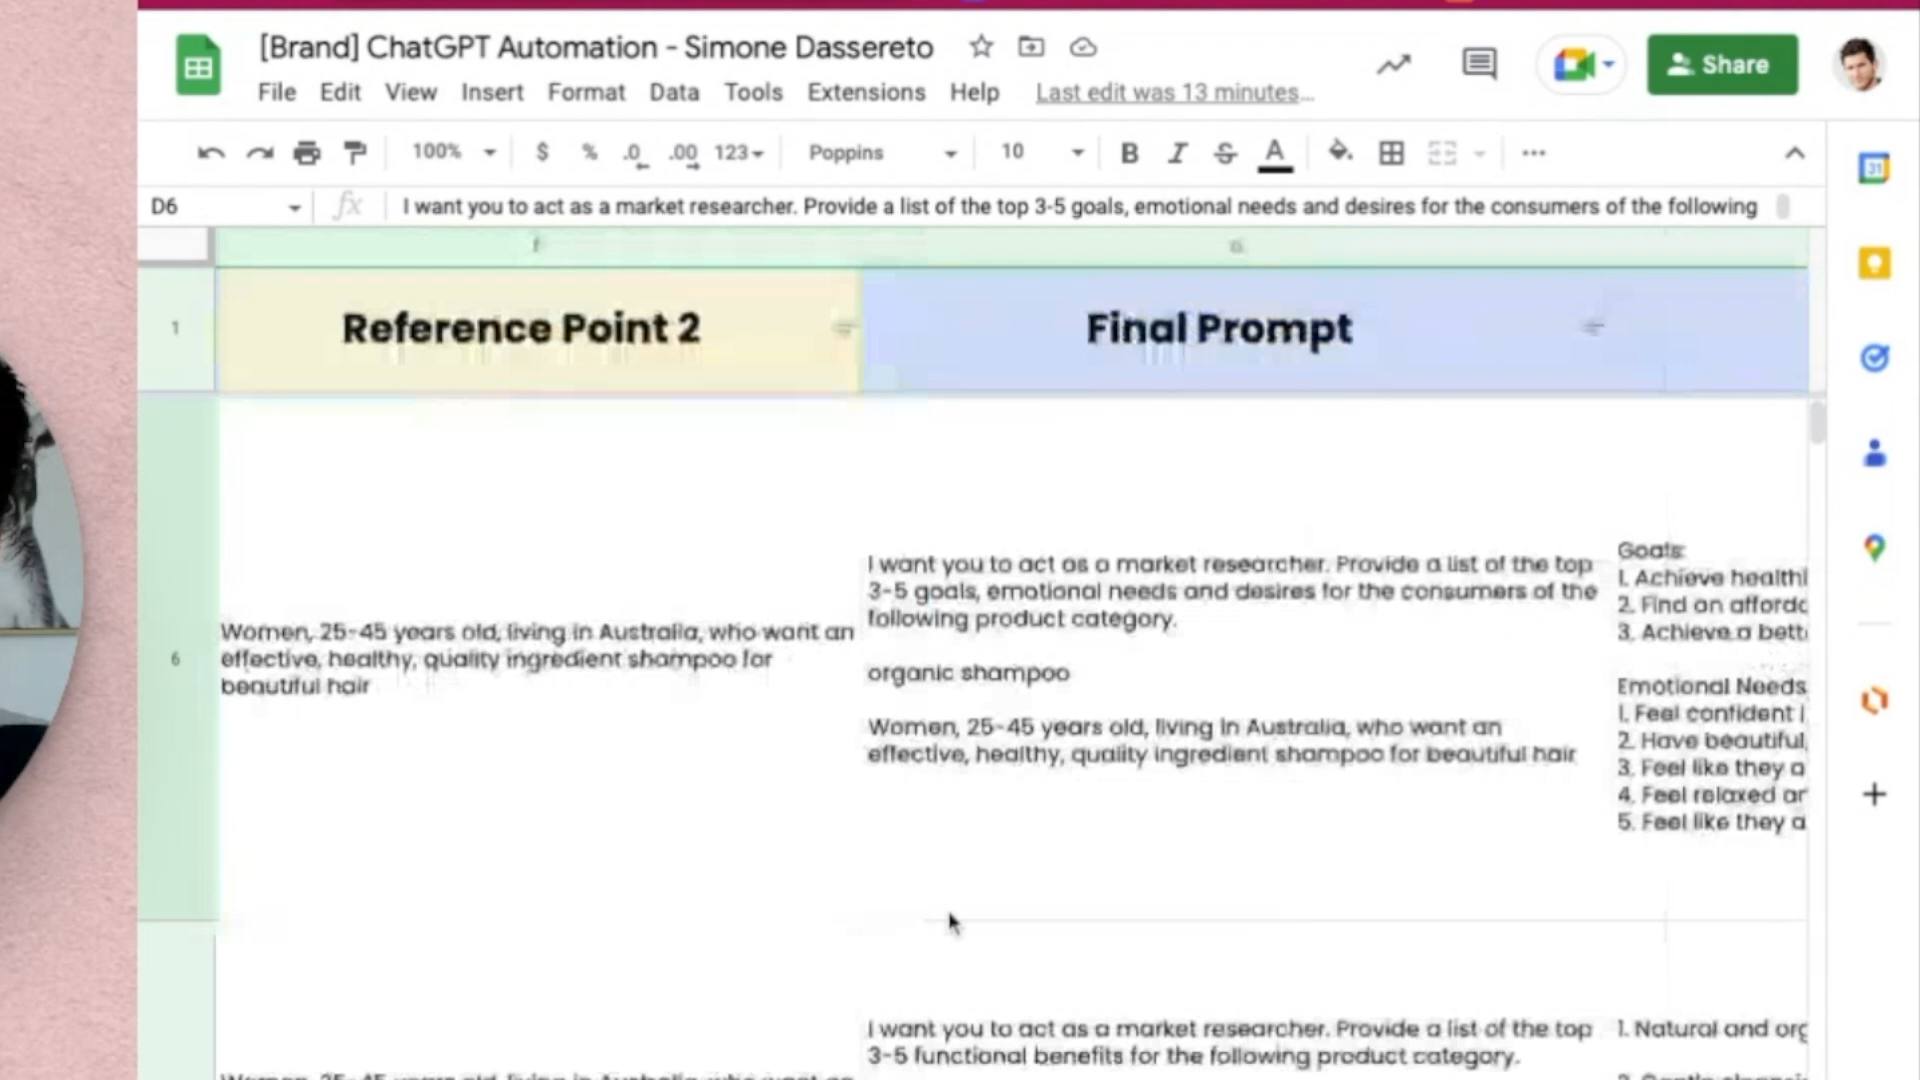 [Brand] ChatGPT Automation - Simone Dassereto
Share
File Edit View Insert Format Data Tools Extensions Help Last edit was 13 minutes...
100% $ % .0 .00 123 Poppins 10 B I S A ...
D6 fx I want you to act as a market researcher. Provide a list of the top 3-5 goals, emotional needs and desires for the consumers of the following
31
1
Reference Point 2
Final Prompt
6
Women, 25-45 years old, living in Australia, who want an
effective, healthy, quality ingredient shampoo for
beautiful hair
I want you to act as a market researcher. Provide a list of the top
3-5 goals, emotional needs and desires for the consumers of the
following product category.
organic shampoo
Women, 25-45 years old, living in Australia, who want an
effective, healthy, quality ingredient shampoo for beautiful hair
Goals:
1. Achieve healthi
2. Find an afforda
3. Achieve a bett
Emotional Needs
1. Feel confident i
2. Have beautiful,
3. Feel like they a
4. Feel relaxed an
5. Feel like they a
I want you to act as a market researcher. Provide a list of the top
3-5 functional benefits for the following product category.
1. Natural and org